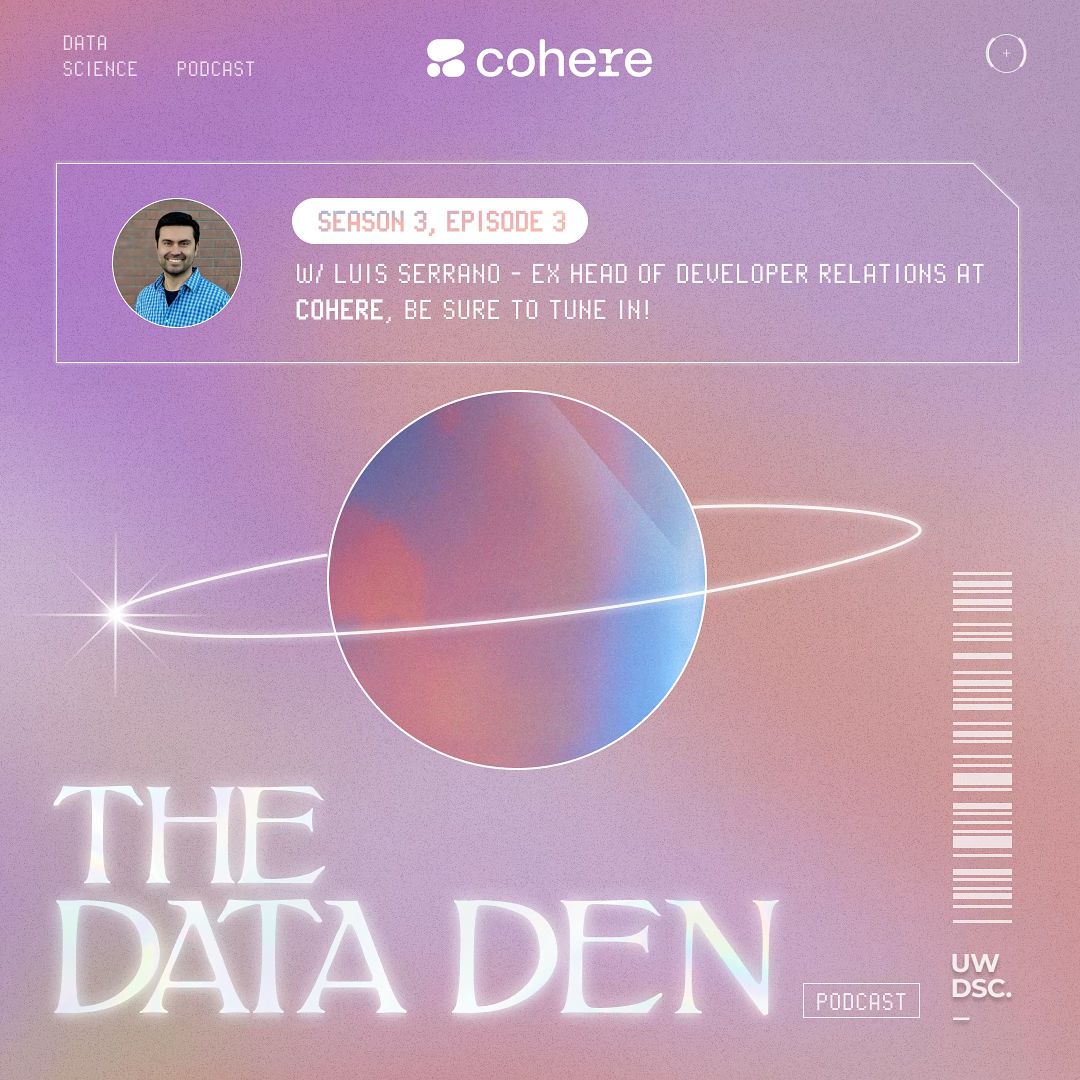 DATA
SCIENCE PODCAST
cohere
SEASON 3, EPISODE 3
W/ LUIS SERRANO - EX HEAD OF DEVELOPER RELATIONS AT
COHERE, BE SURE TO TUNE IN!
THE
DATA DEN
PODCAST
UW
DSC.